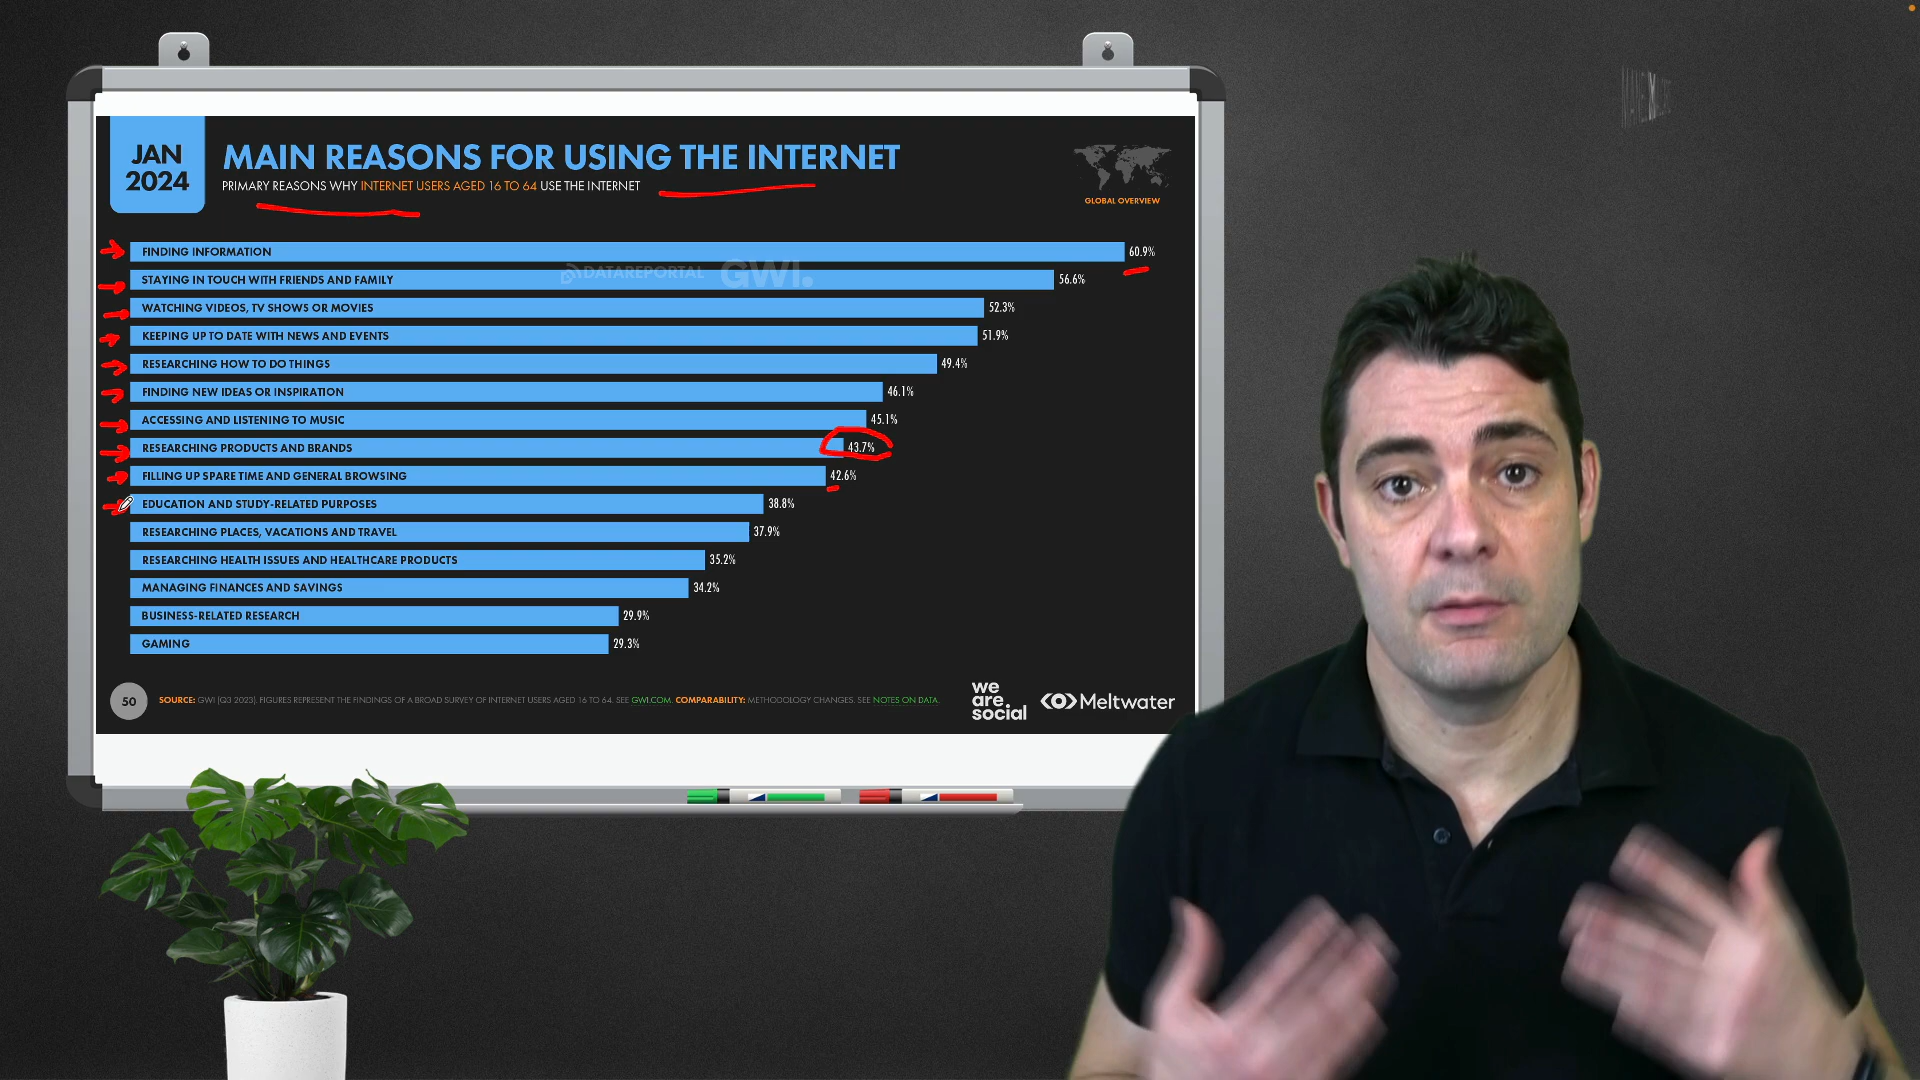 JAN
2024
MAIN REASONS FOR USING THE INTERNET
PRIMARY REASONS WHY INTERNET USERS AGED 16 TO 64 USE THE INTERNET
GLOBAL OVERVIEW
FINDING INFORMATION 60.9%
DATAREPORTAL GWI.
STAYING IN TOUCH WITH FRIENDS AND FAMILY 56.6%
WATCHING VIDEOS, TV SHOWS OR MOVIES 52.3%
KEEPING UP TO DATE WITH NEWS AND EVENTS 51.9%
RESEARCHING HOW TO DO THINGS 49.4%
FINDING NEW IDEAS OR INSPIRATION 46.1%
ACCESSING AND LISTENING TO MUSIC 45.1%
RESEARCHING PRODUCTS AND BRANDS 43.7%
FILLING UP SPARE TIME AND GENERAL BROWSING 42.6%
EDUCATION AND STUDY-RELATED PURPOSES 38.8%
RESEARCHING PLACES, VACATIONS AND TRAVEL 37.9%
RESEARCHING HEALTH ISSUES AND HEALTHCARE PRODUCTS 35.2%
MANAGING FINANCES AND SAVINGS 34.2%
BUSINESS-RELATED RESEARCH 29.9%
GAMING 29.3%
50
SOURCE: GWI (Q3 2023). FIGURES REPRESENT THE FINDINGS OF A BROAD SURVEY OF INTERNET USERS AGED 16 TO 64. SEE GWI.COM. COMPARABILITY: METHODOLOGY CHANGES. SEE NOTES ON DATA.
we
are
social
Meltwater